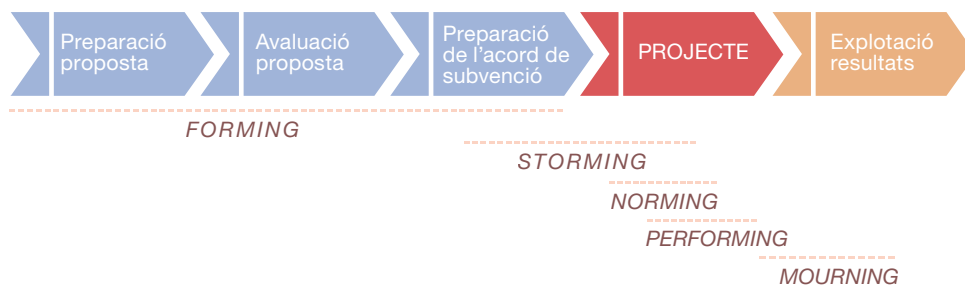 Preparació
proposta
Avaluació
proposta
Preparació
de l'acord de
subvenció
PROJECTE
Explotació
resultats
FORMING
STORMING
NORMING
PERFORMING
MOURNING